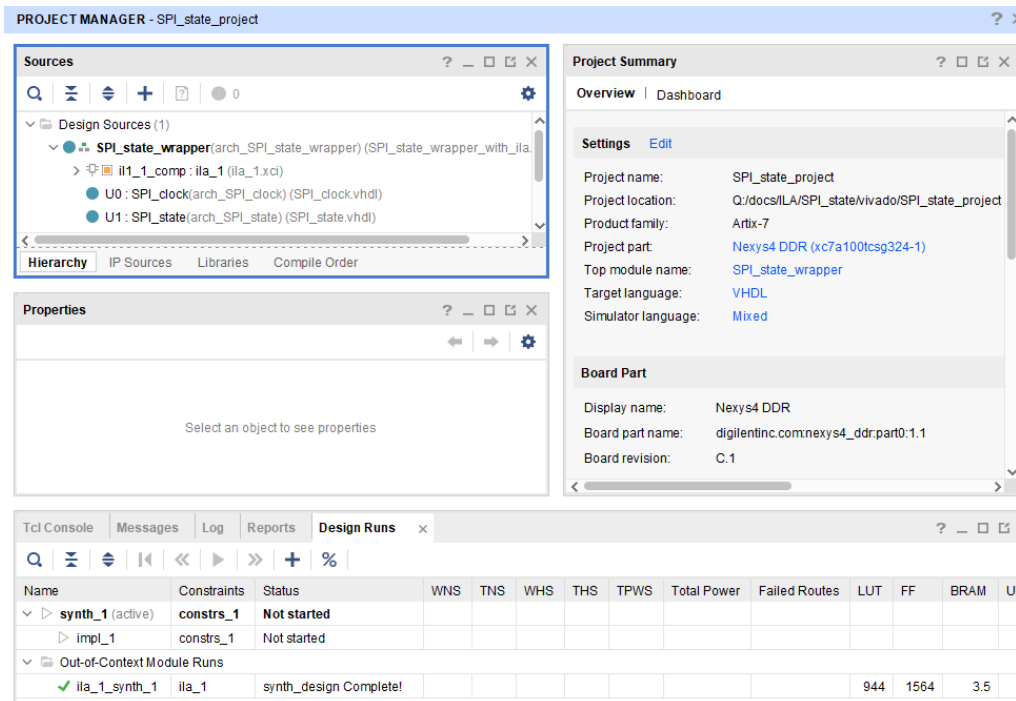 PROJECT MANAGER - SPI_state_project
Sources
0
Design Sources (1)
SPI_state_wrapper(arch_SPI_state_wrapper) (SPI_state_wrapper_with_ila.
il1_1_comp : ila_1 (ila_1.xci)
U0 : SPI_clock(arch_SPI_clock) (SPI_clock.vhdl)
U1 : SPI_state(arch_SPI_state) (SPI_state.vhdl)
Hierarchy IP Sources Libraries Compile Order
Properties
Select an object to see properties
Project Summary
Overview | Dashboard
Settings Edit
Project name: SPI_state_project
Project location: Q:/docs/ILA/SPI_state/vivado/SPI_state_project
Product family: Artix-7
Project part: Nexys4 DDR (xc7a100tcsg324-1)
Top module name: SPI_state_wrapper
Target language: VHDL
Simulator language: Mixed
Board Part
Display name: Nexys4 DDR
Board part name: digilentinc.com:nexys4_ddr:part0:1.1
Board revision: C.1
Tcl Console Messages Log Reports Design Runs
Name Constraints Status WNS TNS WHS THS TPWS Total Power Failed Routes LUT FF BRAM U
synth_1 (active) constrs_1 Not started
impl_1 constrs_1 Not started
Out-of-Context Module Runs
ila_1_synth_1 ila_1 synth_design Complete! 944 1564 3.5